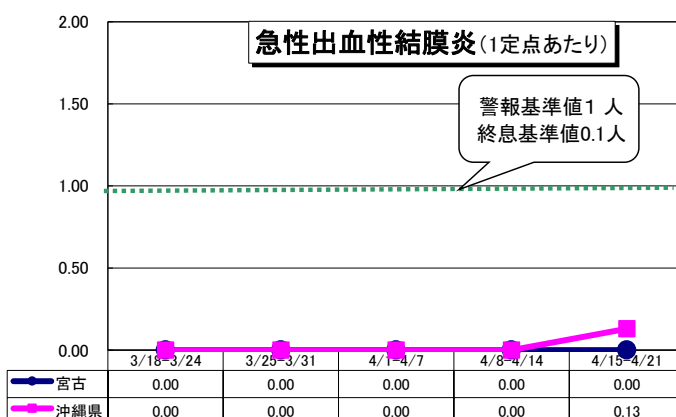 2.00
急性出血性結膜炎(1定点あたり)
1.50
警報基準値1 人
終息基準値0.1人
1.00
0.50
0.00
3/18-3/24 3/25-3/31 4/1-4/7 4/8-4/14 4/15-4/21
宮古 0.00 0.00 0.00 0.00 0.00
沖縄県 0.00 0.00 0.00 0.00 0.13